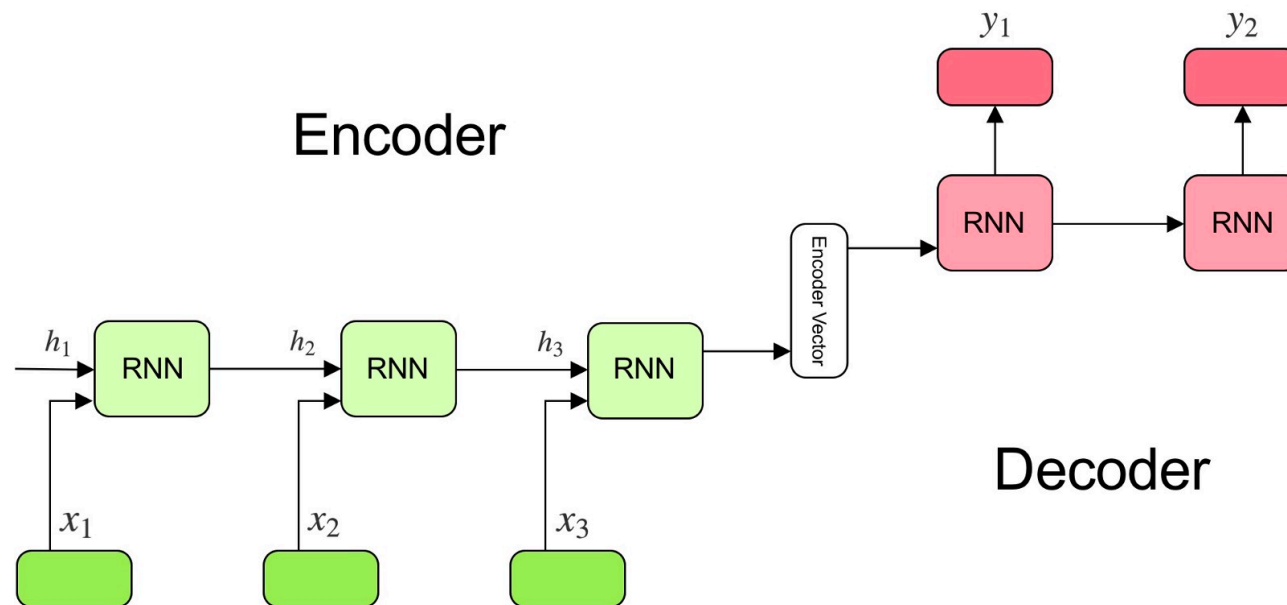 y₁
y₂
Encoder
RNN
RNN
Encoder Vector
h₁
RNN
h₂
RNN
h₃
RNN
Decoder
x₁
x₂
x₃